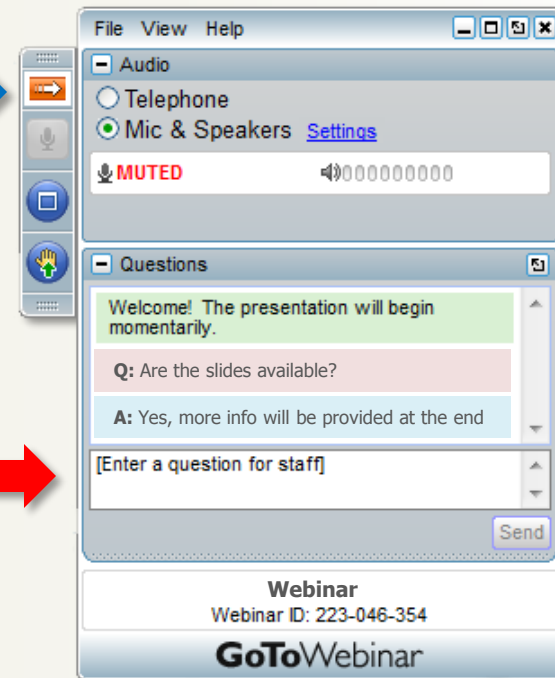 File View Help
Audio
Telephone
Mic & Speakers Settings
MUTED 000000000
Questions
Welcome! The presentation will begin
momentarily.
Q: Are the slides available?
A: Yes, more info will be provided at the end
[Enter a question for staff]
Send
Webinar
Webinar ID: 223-046-354
GoToWebinar